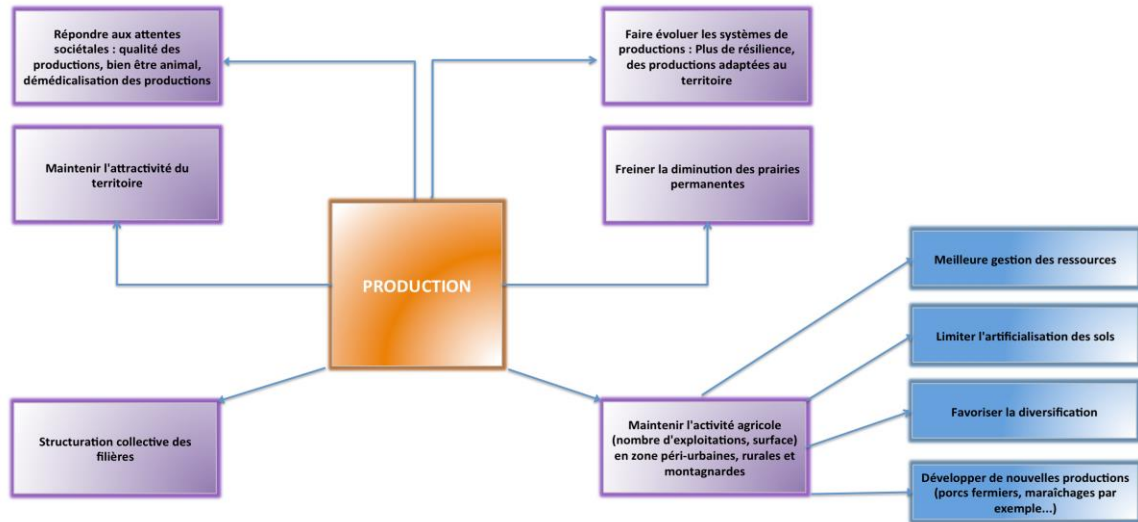 Répondre aux attentes
sociétales : qualité des
productions, bien être animal,
démédicalisation des productions
Faire évoluer les systèmes de
productions : Plus de résilience,
des productions adaptées au
territoire
Maintenir l'attractivité du
territoire
Freiner la diminution des prairies
permanentes
PRODUCTION
Meilleure gestion des ressources
Limiter l'artificialisation des sols
Favoriser la diversification
Structuration collective des
filières
Maintenir l'activité agricole
(nombre d'exploitations, surface)
en zone péri-urbaines, rurales et
montagnardes
Développer de nouvelles productions
(porcs fermiers, maraîchages par
exemple...)